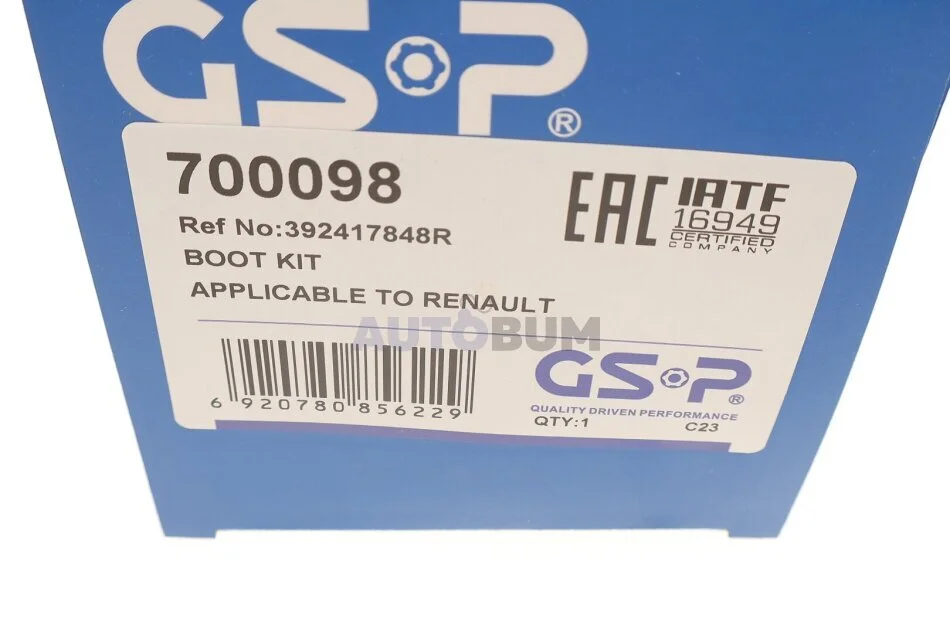 GSP®
700098
Ref No:392417848R
BOOT KIT
APPLICABLE TO RENAULT
EAC
IATF
16949
CERTIFIED
COMPANY
AUTOBUM
6 920780 856229
GSP®
QUALITY DRIVEN PERFORMANCE
QTY:1 C23